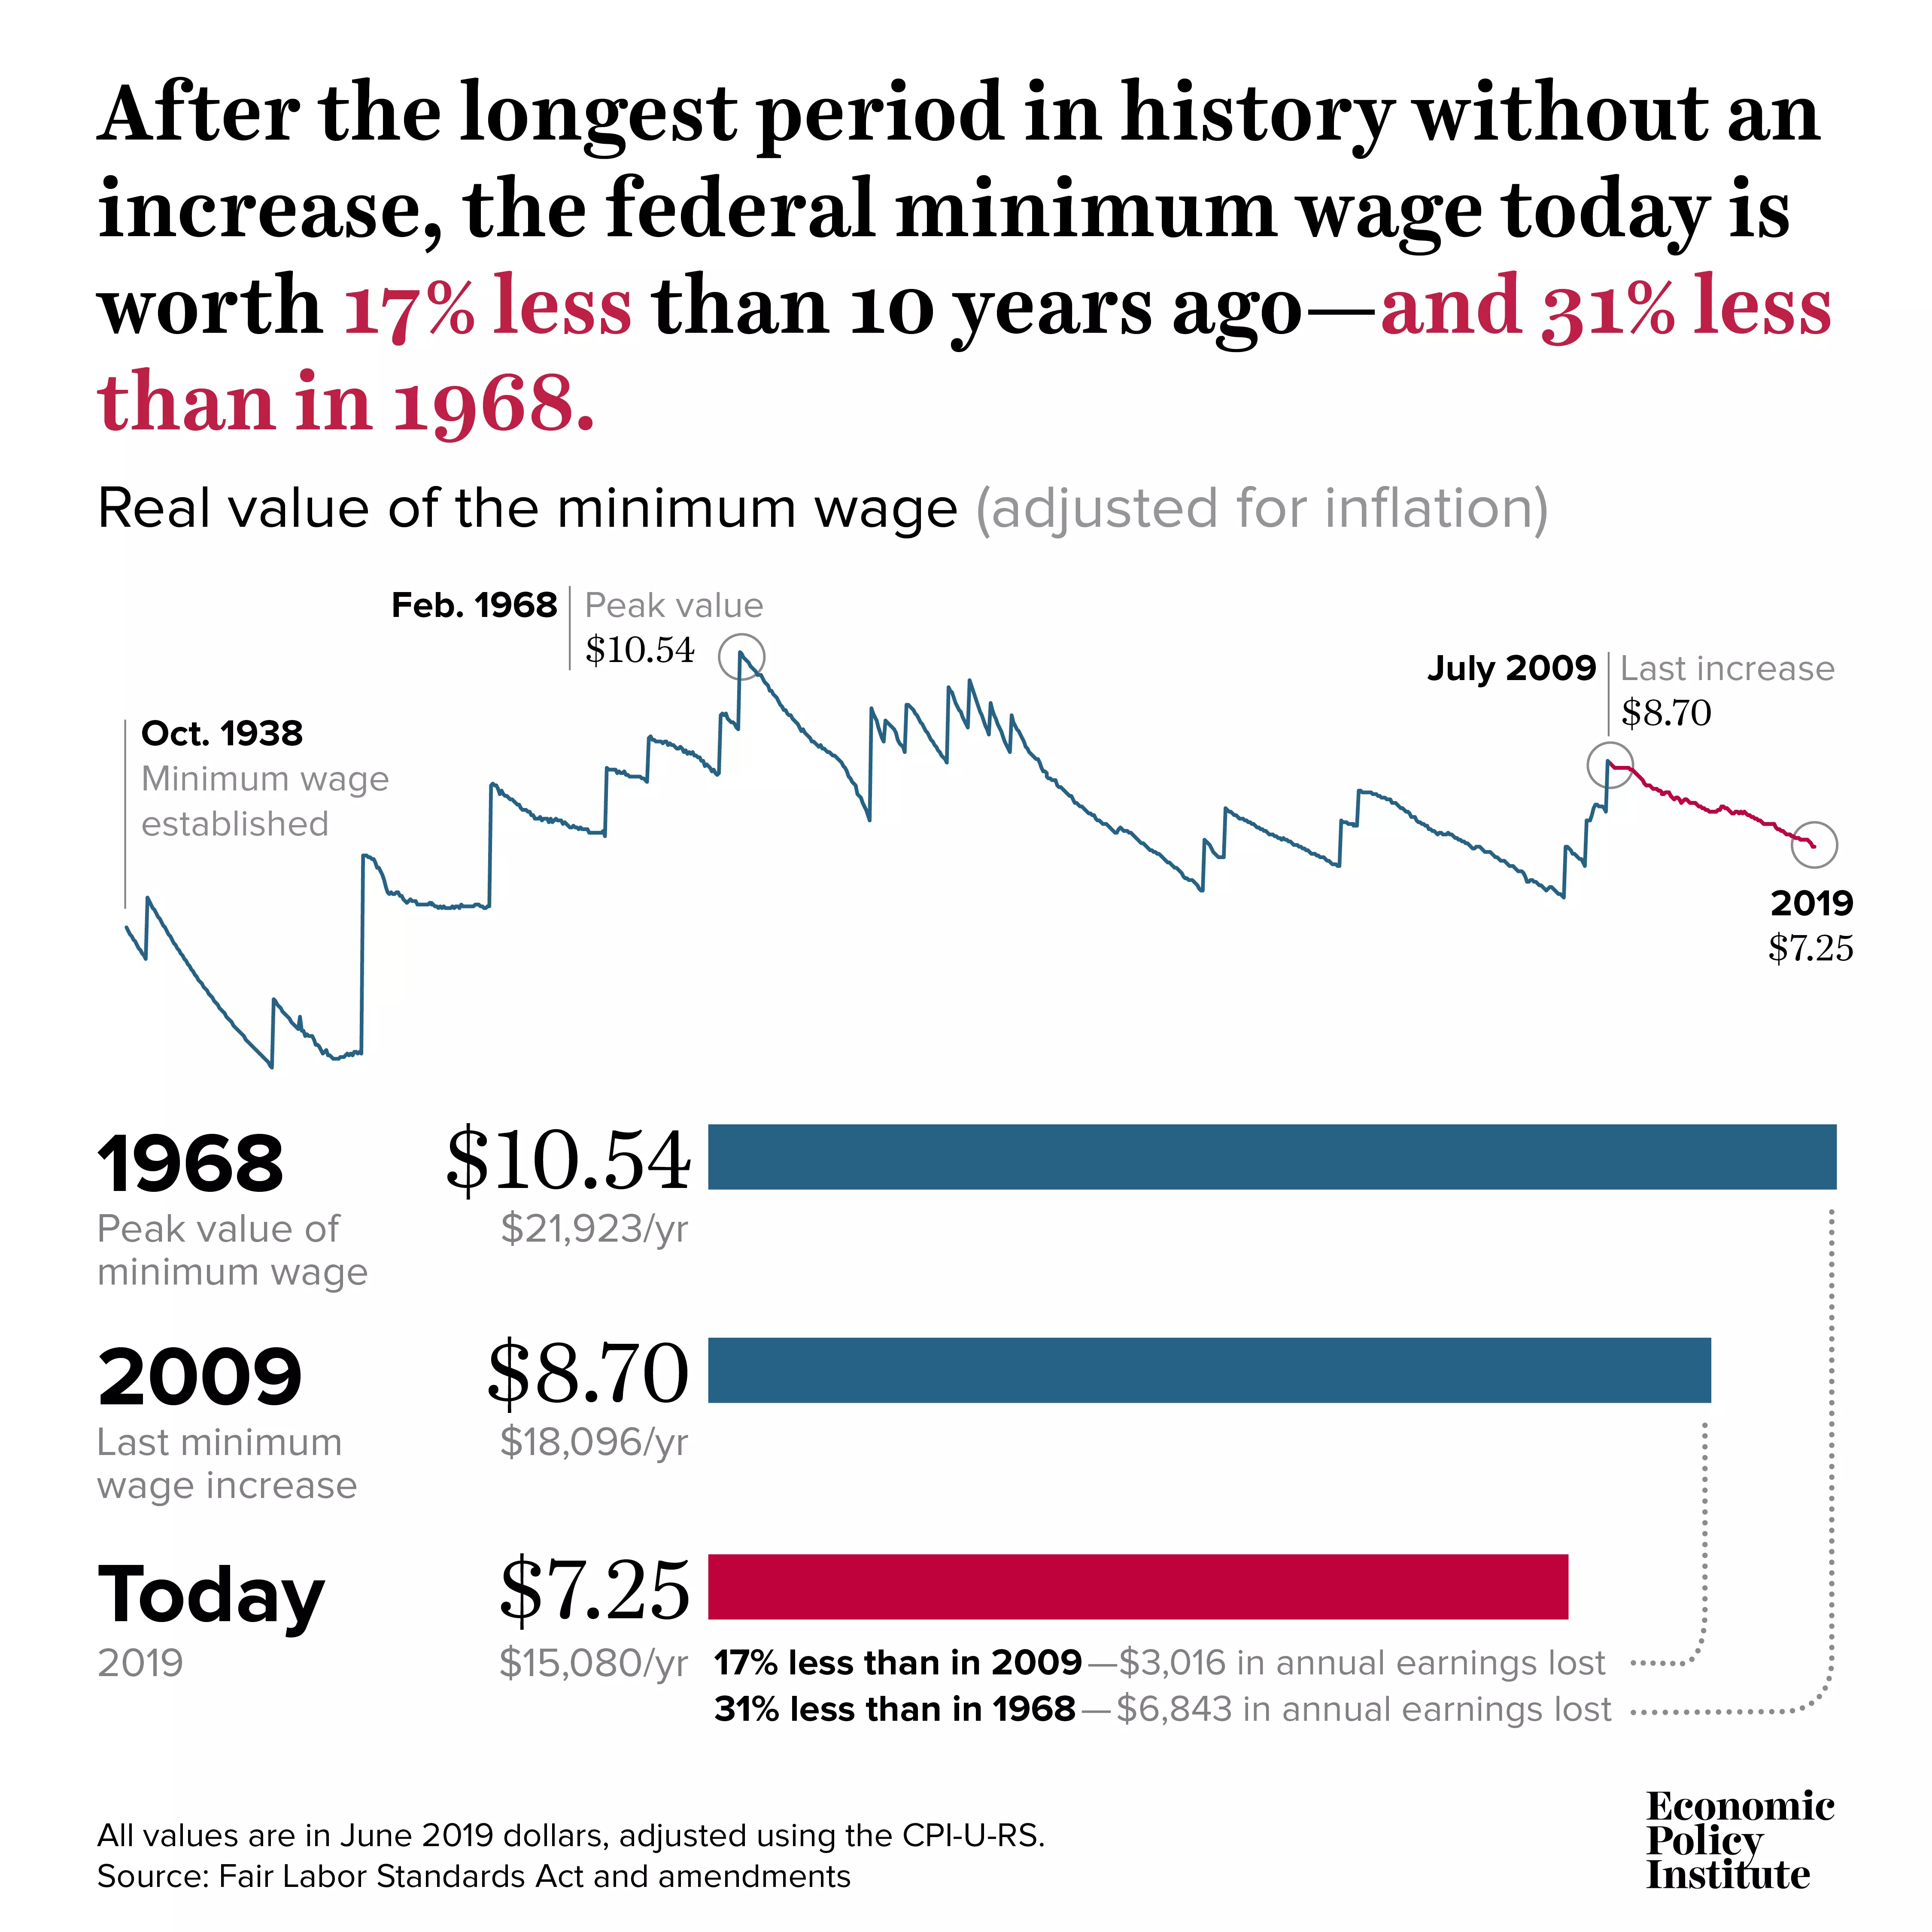 After the longest period in history without an
increase, the federal minimum wage today is
worth 17% less than 10 years ago—and 31% less
than in 1968.
Real value of the minimum wage (adjusted for inflation)
Feb. 1968 Peak value
$10.54
July 2009 Last increase
$8.70
Oct. 1938
Minimum wage
established
2019
$7.25
1968 $10.54
Peak value of $21,923/yr
minimum wage
2009 $8.70
Last minimum $18,096/yr
wage increase
Today $7.25
2019 $15,080/yr 17% less than in 2009—$3,016 in annual earnings lost
31% less than in 1968—$6,843 in annual earnings lost
All values are in June 2019 dollars, adjusted using the CPI-U-RS.
Source: Fair Labor Standards Act and amendments
Economic
Policy
Institute